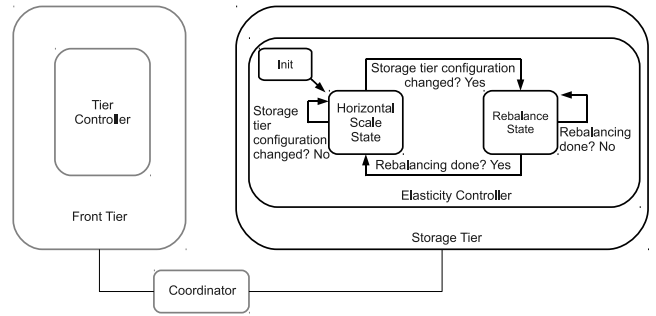 Tier
Controller
Front Tier
Init
Storage tier configuration
changed? Yes
Storage
tier
configuration
changed? No
Horizontal
Scale
State
Rebalance
State
Rebalancing
done? No
Rebalancing done? Yes
Elasticity Controller
Storage Tier
Coordinator